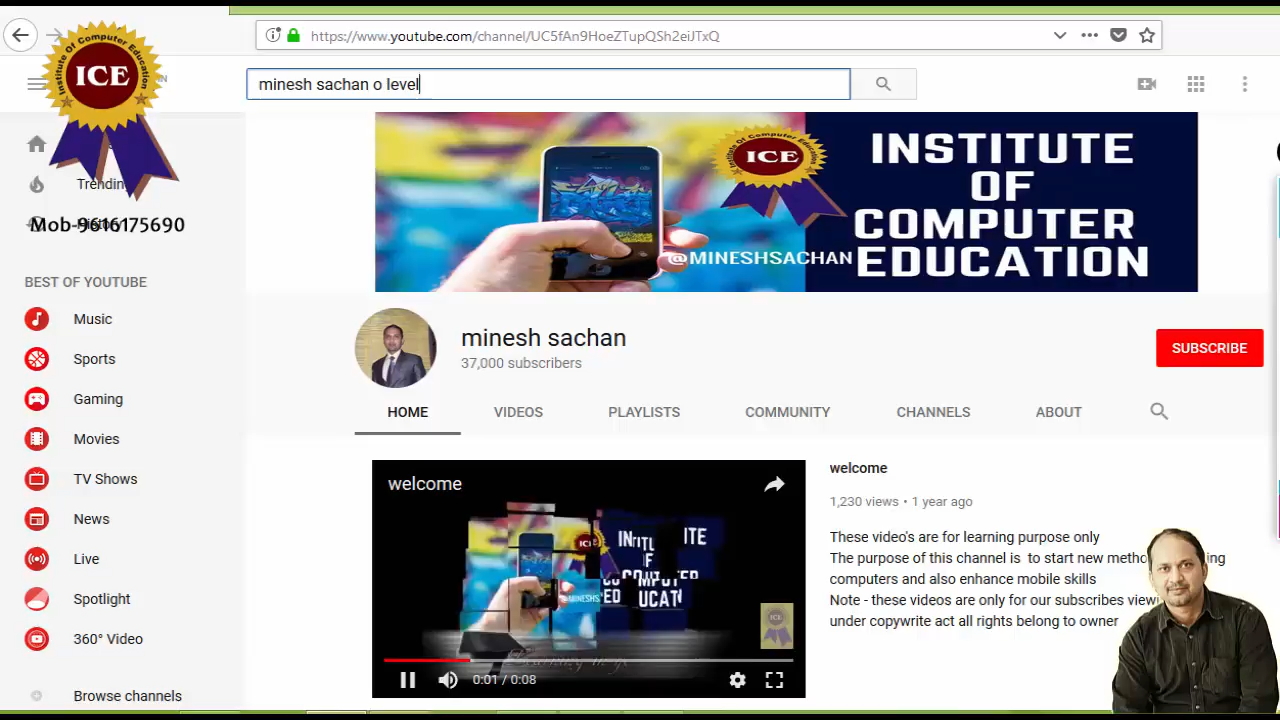 https://www.youtube.com/channel/UC5fAn9HoeZTupQSh2eiJTxQ
Institute Of Computer Education
ICE
minesh sachan o level
Trending
Mob-9616175690
BEST OF YOUTUBE
Music
Sports
Gaming
Movies
TV Shows
News
Live
Spotlight
360° Video
Browse channels
ICE
INSTITUTE
OF
COMPUTER
@MINESHSACHAN EDUCATION
minesh sachan
37,000 subscribers
SUBSCRIBE
HOME VIDEOS PLAYLISTS COMMUNITY CHANNELS ABOUT
welcome
0:01 / 0:08
welcome
1,230 views • 1 year ago
These video's are for learning purpose only
The purpose of this channel is to start new
computers and also enhance mobile skills
Note - these videos are only for our subscribes
under copywrite act all rights belong to owner